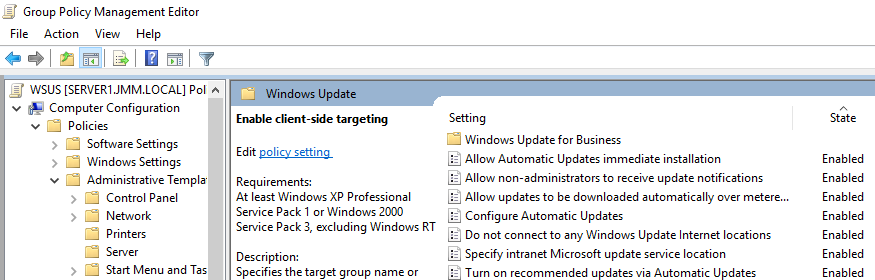 Group Policy Management Editor
File Action View Help
WSUS [SERVER1.JMM.LOCAL] Pol
Computer Configuration
Policies
Software Settings
Windows Settings
Administrative Templa
Control Panel
Network
Printers
Server
Start Menu and Tas
Windows Update
Enable client-side targeting
Edit policy setting
Requirements:
At least Windows XP Professional
Service Pack 1 or Windows 2000
Service Pack 3, excluding Windows RT
Description:
Specifies the target group name or
Setting State
Windows Update for Business
Allow Automatic Updates immediate installation Enabled
Allow non-administrators to receive update notifications Enabled
Allow updates to be downloaded automatically over metere... Enabled
Configure Automatic Updates Enabled
Do not connect to any Windows Update Internet locations Enabled
Specify intranet Microsoft update service location Enabled
Turn on recommended updates via Automatic Updates Enabled